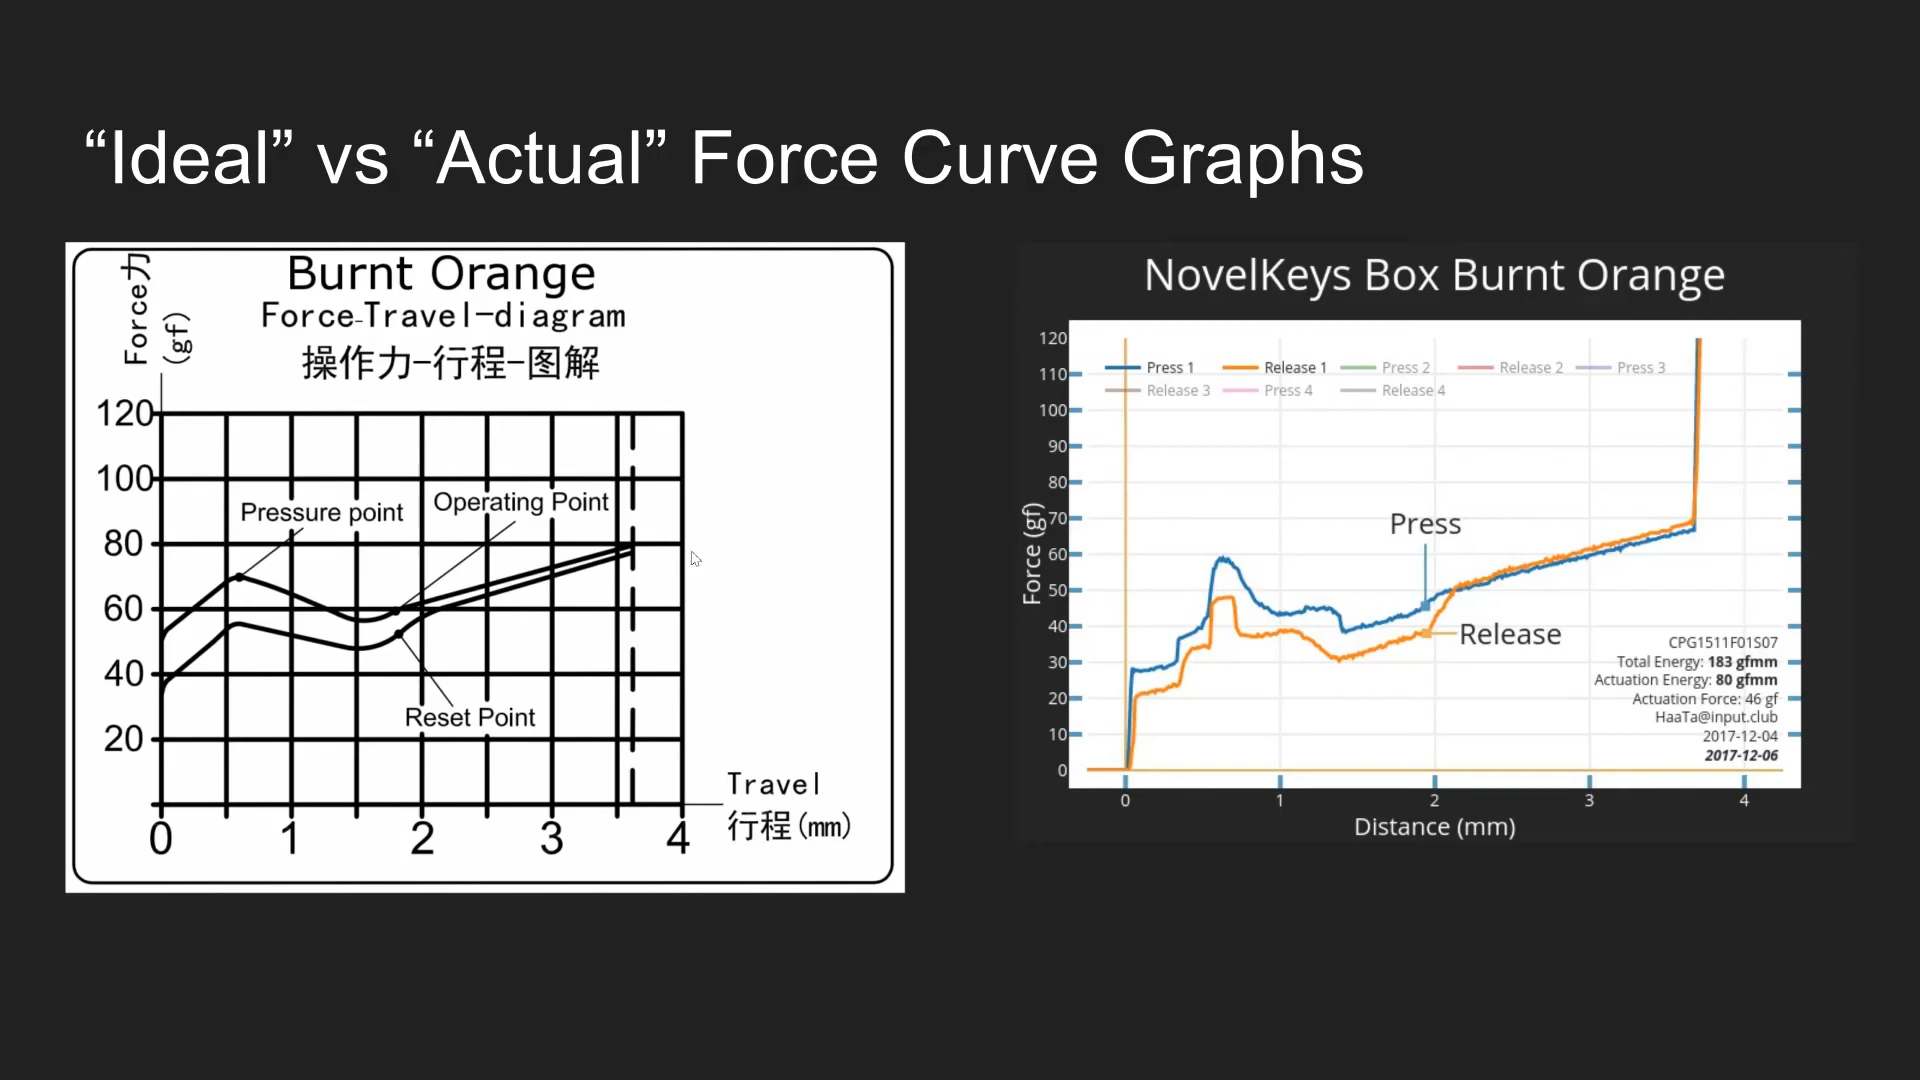 “Ideal” vs “Actual” Force Curve Graphs
Force力
(gf)
Burnt Orange
Force-Travel-diagram
操作力-行程-图解
120
100
80
60
40
20
Pressure point
Operating Point
Reset Point
0 1 2 3 4
Travel
行程(mm)
NovelKeys Box Burnt Orange
Force (gf)
120
110
100
90
80
70
60
50
40
30
20
10
0
Press 1 Release 1 Press 2 Release 2 Press 3
Release 3 Press 4 Release 4
Press
Release
CPG1511F01S07
Total Energy: 183 gfmm
Actuation Energy: 80 gfmm
Actuation Force: 46 gf
HaaTa@input.club
2017-12-04
2017-12-06
0 1 2 3 4
Distance (mm)